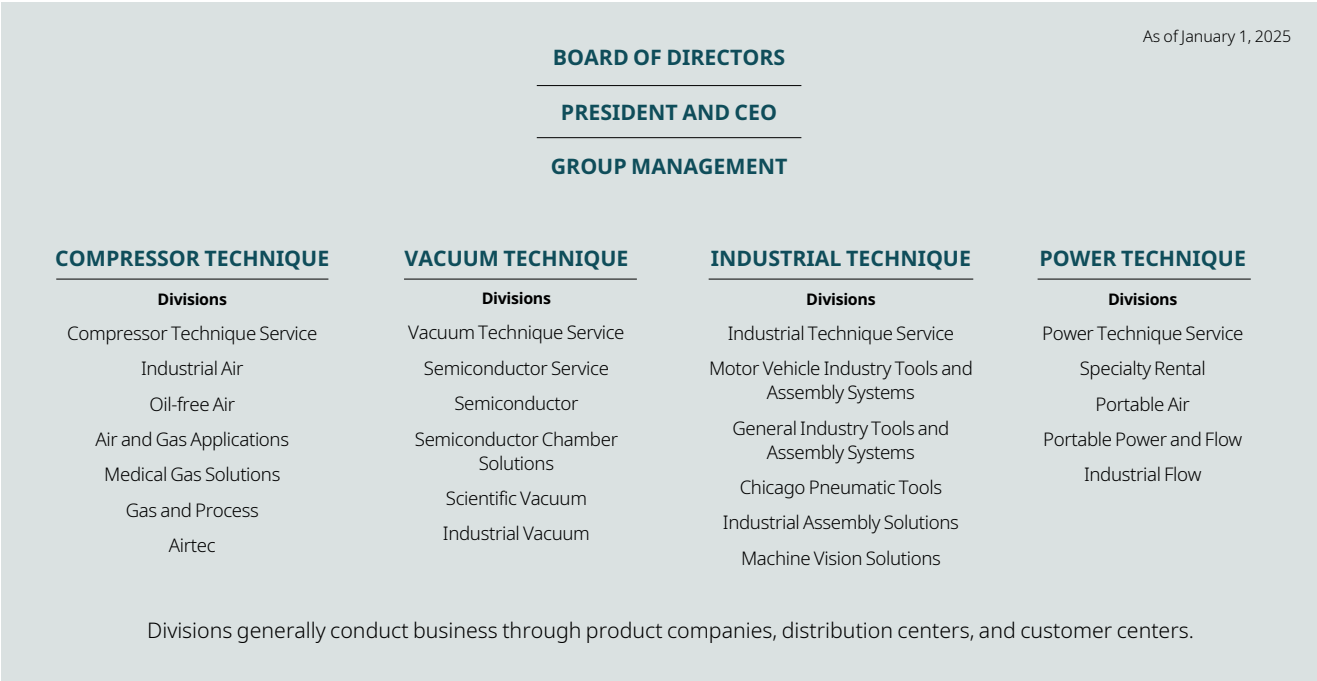 As of January 1, 2025
BOARD OF DIRECTORS
PRESIDENT AND CEO
GROUP MANAGEMENT
COMPRESSOR TECHNIQUE
Divisions
Compressor Technique Service
Industrial Air
Oil-free Air
Air and Gas Applications
Medical Gas Solutions
Gas and Process
Airtec
VACUUM TECHNIQUE
Divisions
Vacuum Technique Service
Semiconductor Service
Semiconductor
Semiconductor Chamber
Solutions
Scientific Vacuum
Industrial Vacuum
INDUSTRIAL TECHNIQUE
Divisions
Industrial Technique Service
Motor Vehicle Industry Tools and
Assembly Systems
General Industry Tools and
Assembly Systems
Chicago Pneumatic Tools
Industrial Assembly Solutions
Machine Vision Solutions
POWER TECHNIQUE
Divisions
Power Technique Service
Specialty Rental
Portable Air
Portable Power and Flow
Industrial Flow
Divisions generally conduct business through product companies, distribution centers, and customer centers.